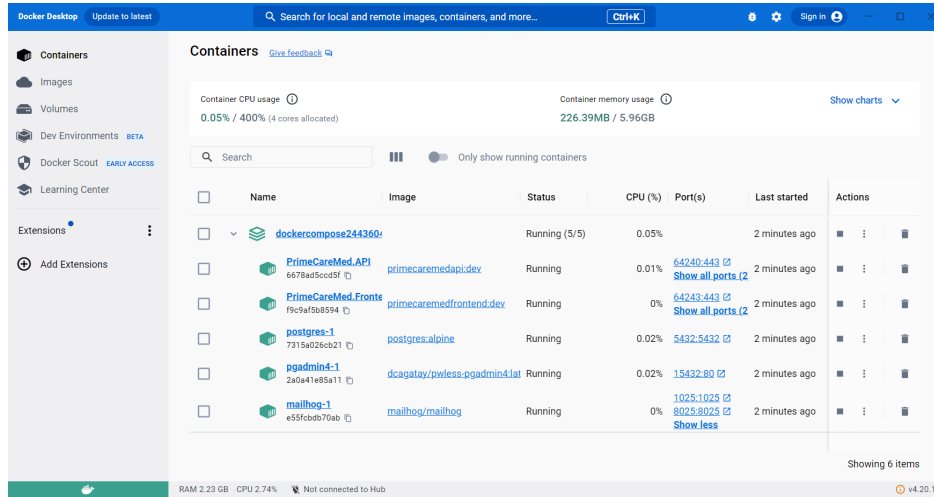 Docker Desktop Update to latest Search for local and remote images, containers, and more... Ctrl+K Sign in
Containers
Images
Volumes
Dev Environments BETA
Docker Scout EARLY ACCESS
Learning Center
Extensions
Add Extensions
Containers Give feedback
Container CPU usage
0.05% / 400% (4 cores allocated)
Container memory usage
226.39MB / 5.96GB
Show charts
Search
Only show running containers
Name Image Status CPU (%) Port(s) Last started Actions
dockercompose2443604 Running (5/5) 0.05% 2 minutes ago
PrimeCareMed.API
6678ad5ccd5f
primecaremedapi:dev Running 0.01% 64240:443
Show all ports (2
2 minutes ago
PrimeCareMed.Fronte
f9c9af5b8594
primecaremedfrontend:dev Running 0% 64243:443
Show all ports (2
2 minutes ago
postgres-1
7315a026cb21
postgres:alpine Running 0.02% 5432:5432 2 minutes ago
pgadmin4-1
2a0a41e85a11
dcagatay/pwless-pgadmin4:lat Running 0.02% 15432:80 2 minutes ago
mailhog-1
e55fcbdb70ab
mailhog/mailhog Running 0% 1025:1025
8025:8025
Show less
2 minutes ago
Showing 6 items
RAM 2.23 GB CPU 2.74% Not connected to Hub v4.20.1